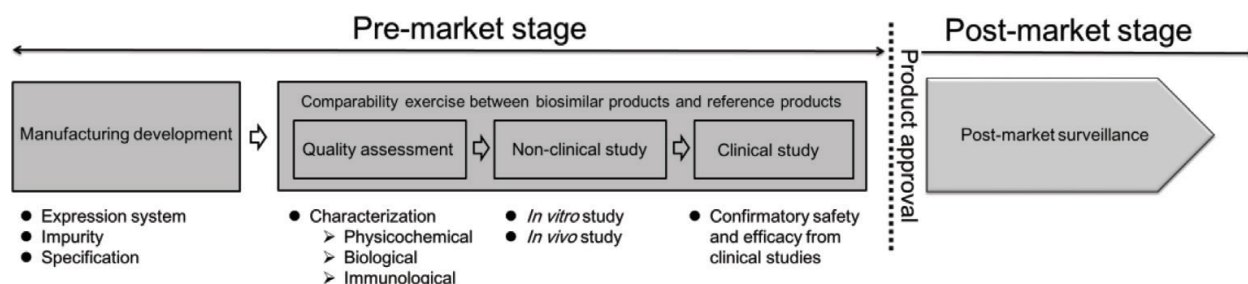 Pre-market stage
Post-market stage
Comparability exercise between biosimilar products and reference products
Manufacturing development
Quality assessment
Non-clinical study
Clinical study
Product approval
Post-market surveillance
● Expression system
● Impurity
● Specification
● Characterization
➢ Physicochemical
➢ Biological
➢ Immunological
● In vitro study
● In vivo study
● Confirmatory safety
and efficacy from
clinical studies